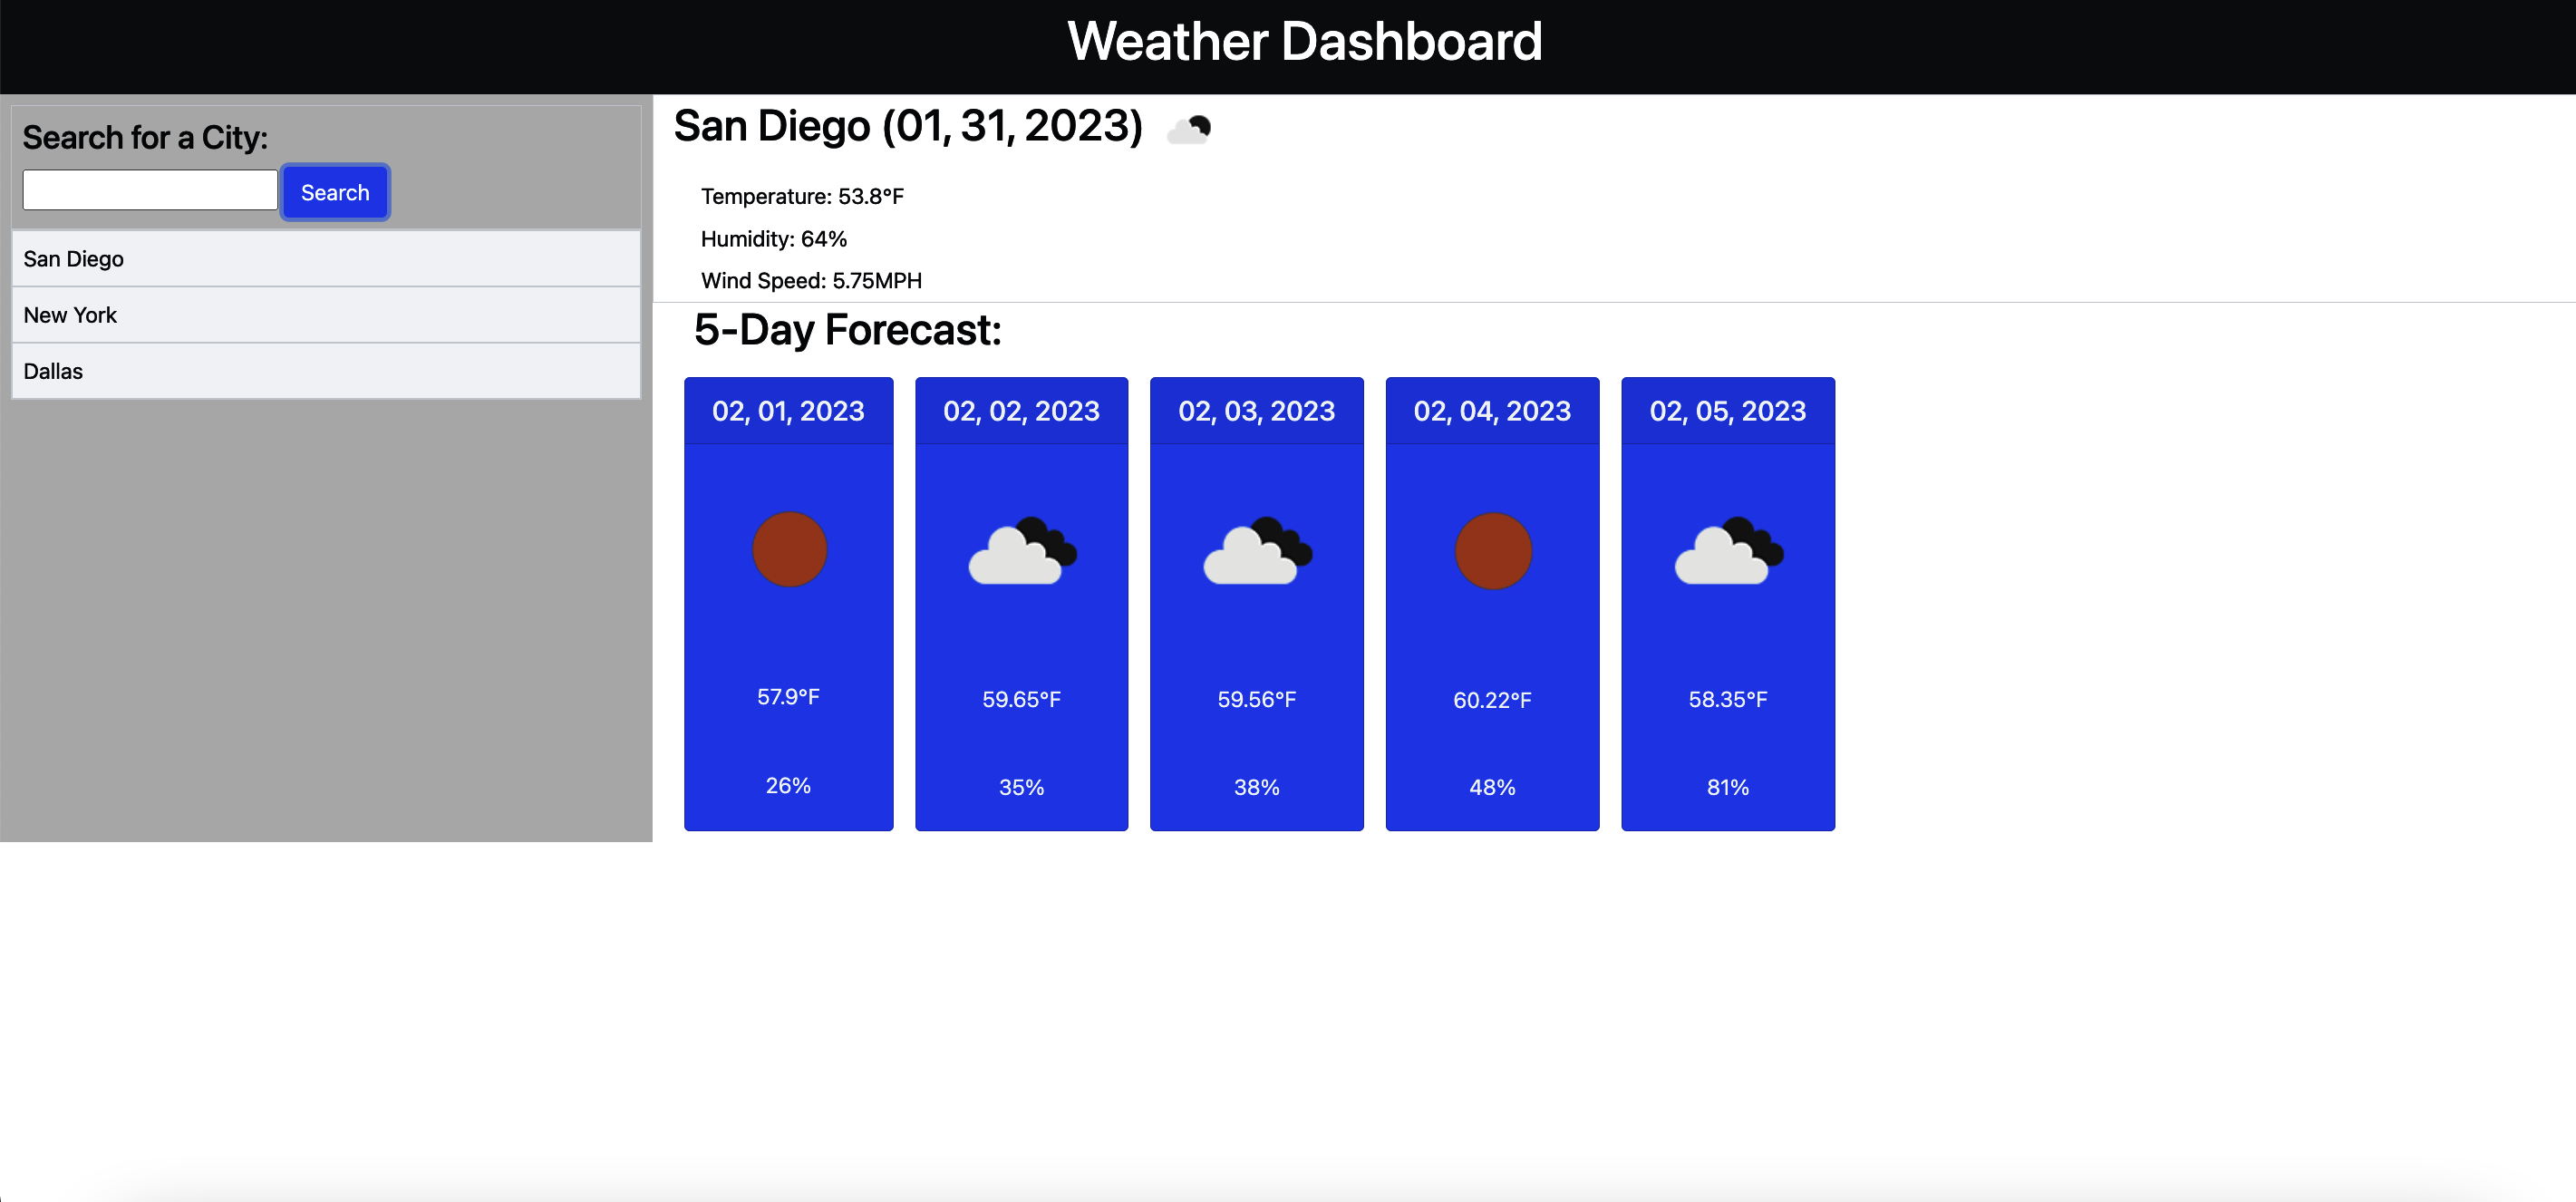 Weather Dashboard
Search for a City:
Search
San Diego
New York
Dallas
San Diego (01, 31, 2023)
Temperature: 53.8°F
Humidity: 64%
Wind Speed: 5.75MPH
5-Day Forecast:
02, 01, 2023
57.9°F
26%
02, 02, 2023
59.65°F
35%
02, 03, 2023
59.56°F
38%
02, 04, 2023
60.22°F
48%
02, 05, 2023
58.35°F
81%